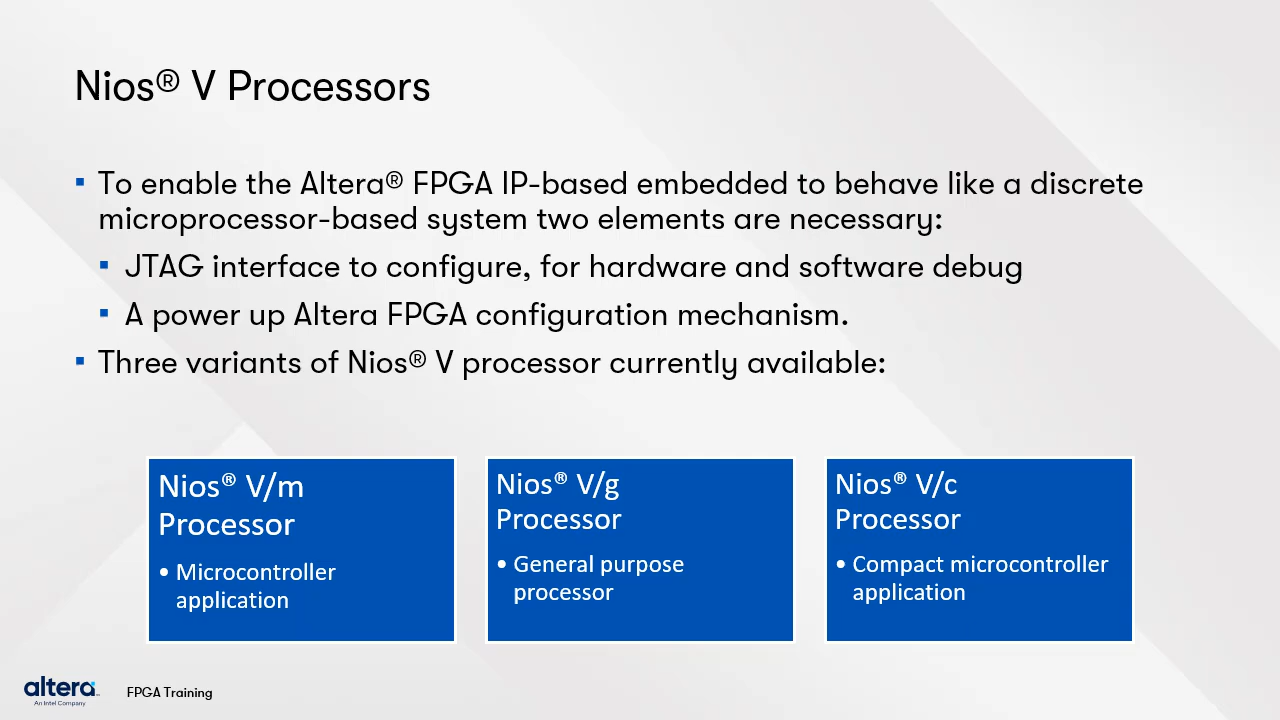 Nios® V Processors
▪ To enable the Altera® FPGA IP-based embedded to behave like a discrete
microprocessor-based system two elements are necessary:
▪ JTAG interface to configure, for hardware and software debug
▪ A power up Altera FPGA configuration mechanism.
▪ Three variants of Nios® V processor currently available:
Nios® V/m
Processor
• Microcontroller
application
Nios® V/g
Processor
• General purpose
processor
Nios® V/c
Processor
• Compact microcontroller
application
altera™
An Intel Company
FPGA Training